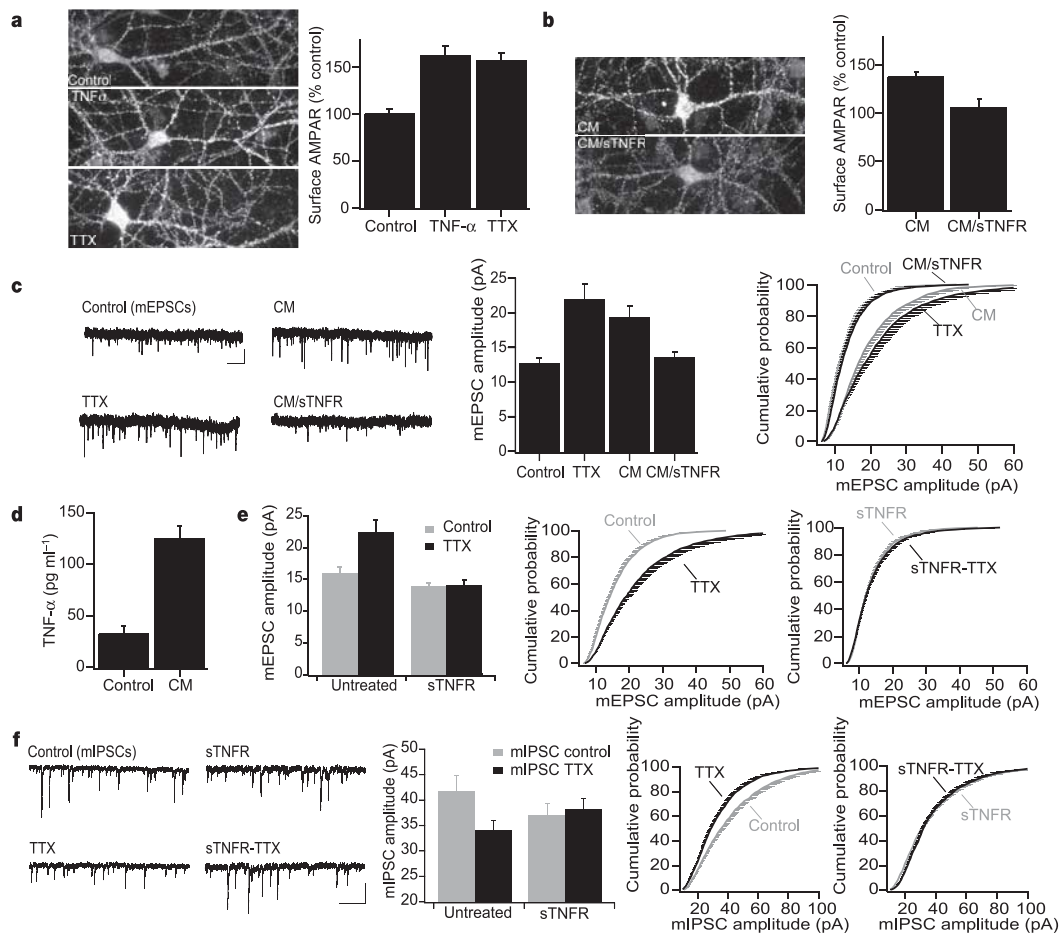 a
Control
TNFα
TTX
Surface AMPAR (% control)
150
100
50
0
Control TNF-α TTX
b
CM
CM/sTNFR
Surface AMPAR (% control)
150
100
50
0
CM CM/sTNFR
c
Control (mEPSCs)
CM
TTX
CM/sTNFR
mEPSC amplitude (pA)
25
20
15
10
5
0
Control TTX CM CM/sTNFR
Cumulative probability
100
80
60
40
20
0
Control
CM/sTNFR
CM
TTX
10 20 30 40 50 60
mEPSC amplitude (pA)
d
TNF-α (pg ml⁻¹)
150
100
50
0
Control CM
e
mEPSC amplitude (pA)
25
20
15
10
5
0
Control
TTX
Untreated sTNFR
Cumulative probability
100
80
60
40
20
0
Control
TTX
10 20 30 40 50 60
mEPSC amplitude (pA)
Cumulative probability
100
80
60
40
20
0
sTNFR
sTNFR-TTX
10 20 30 40 50 60
mEPSC amplitude (pA)
f
Control (mIPSCs)
sTNFR
TTX
sTNFR-TTX
mIPSC amplitude (pA)
50
45
40
35
30
25
20
mIPSC control
mIPSC TTX
Untreated sTNFR
Cumulative probability
100
80
60
40
20
0
TTX
Control
20 40 60 80 100
mIPSC amplitude (pA)
Cumulative probability
100
80
60
40
20
0
sTNFR-TTX
sTNFR
20 40 60 80 100
mIPSC amplitude (pA)